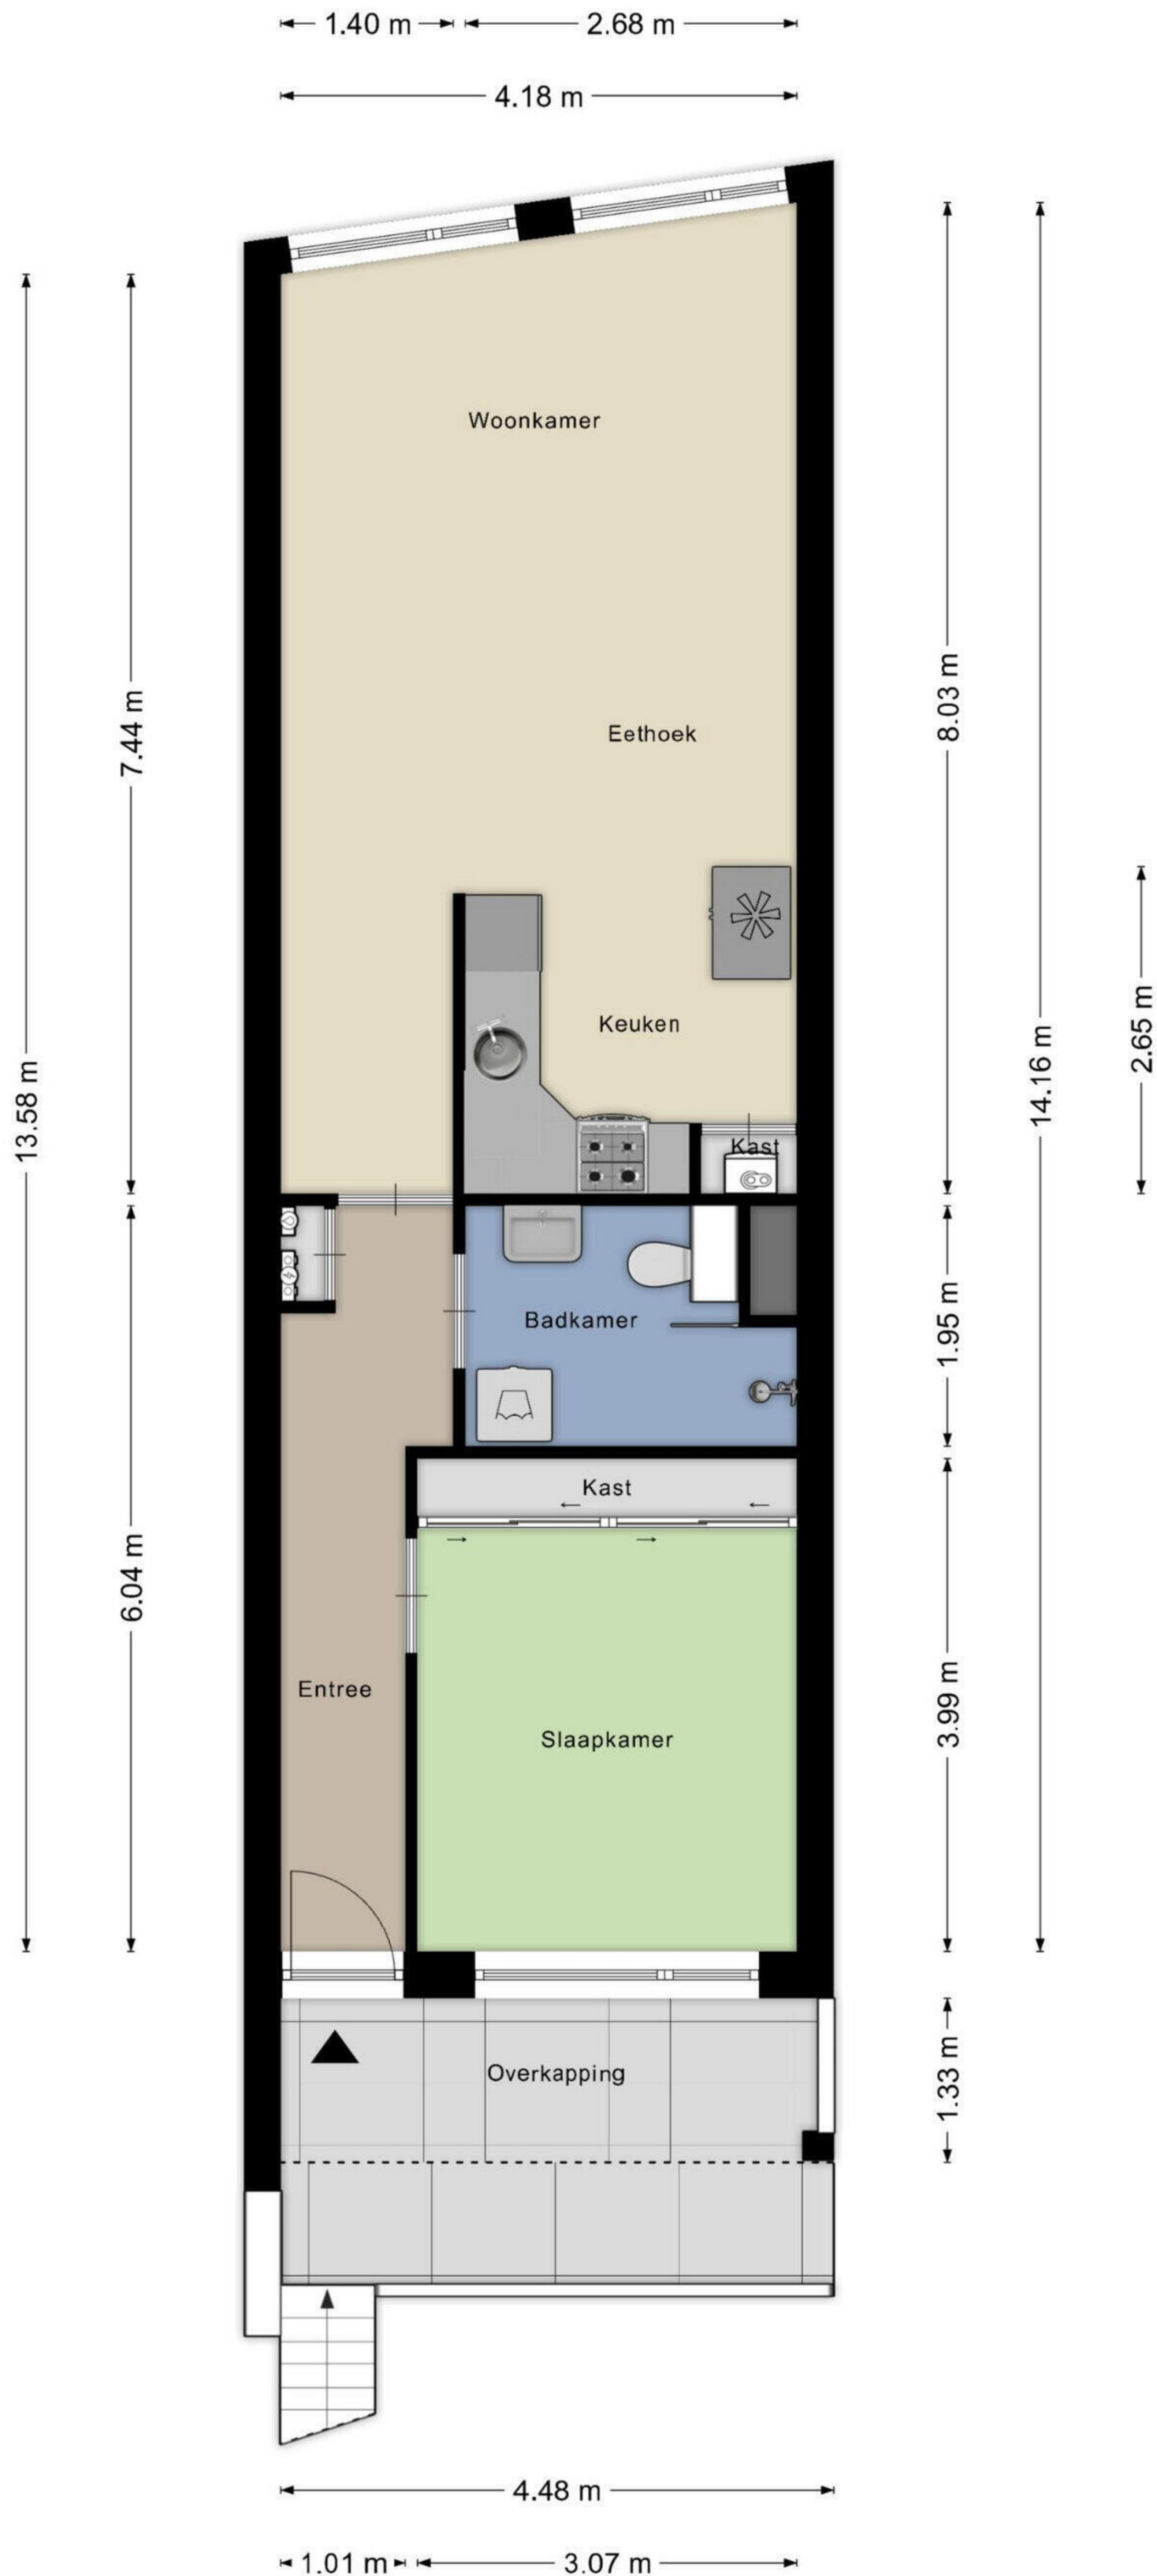 1.40 m
2.68 m
4.18 m
Woonkamer
Eethoek
7.44 m
8.03 m
Keuken
2.65 m
13.58 m
14.16 m
Kast
Badkamer
1.95 m
Kast
6.04 m
Entree
3.99 m
Slaapkamer
Overkapping
1.33 m
4.48 m
1.01 m
3.07 m